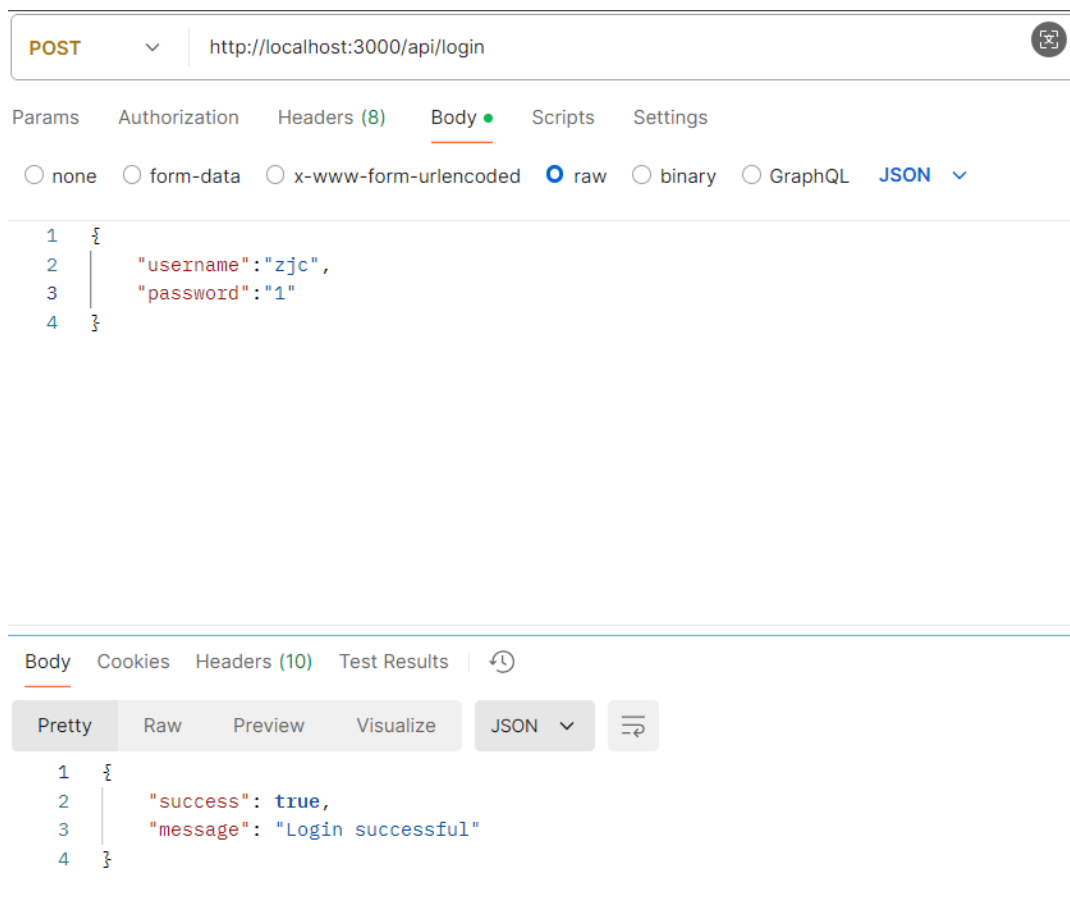 POST http://localhost:3000/api/login
Params Authorization Headers (8) Body Scripts Settings
none form-data x-www-form-urlencoded raw binary GraphQL JSON
1 {
2 "username":"zjc",
3 "password":"1"
4 }
Body Cookies Headers (10) Test Results
Pretty Raw Preview Visualize JSON
1 {
2 "success": true,
3 "message": "Login successful"
4 }